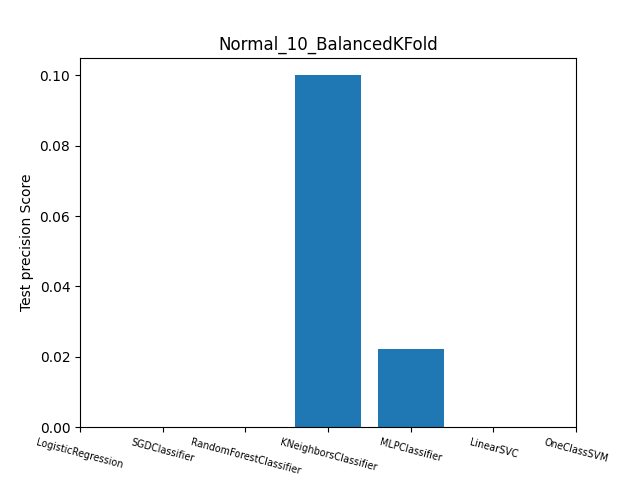 Normal_10_BalancedKFold
Test precision Score
0.10
0.08
0.06
0.04
0.02
0.00
LogisticRegression
SGDClassifier
RandomForestClassifier
KNeighborsClassifier
MLPClassifier
LinearSVC
OneClassSVM